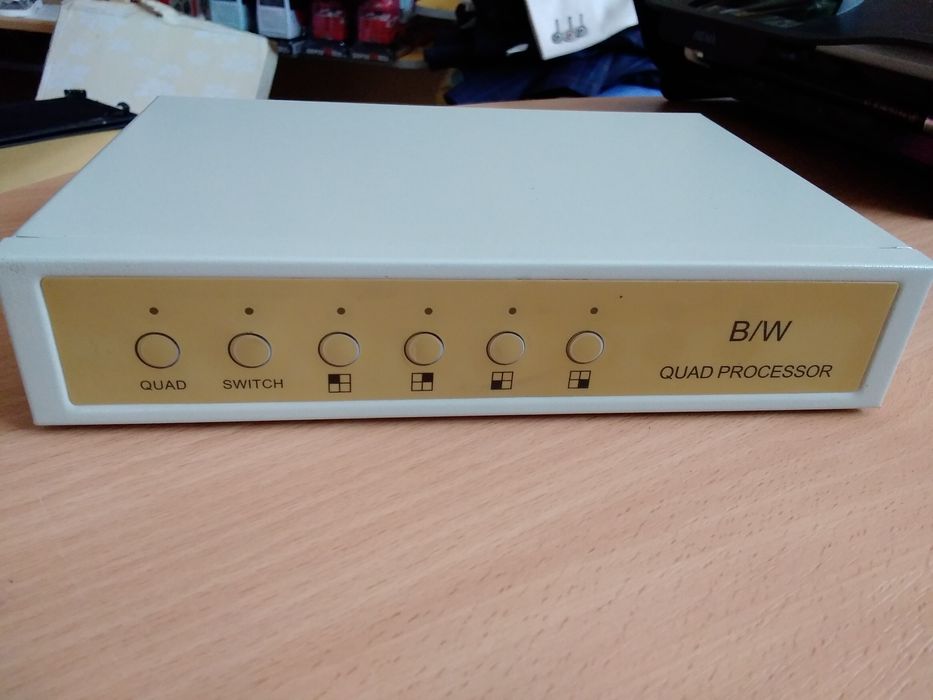 QUAD
SWITCH
B/W
QUAD PROCESSOR